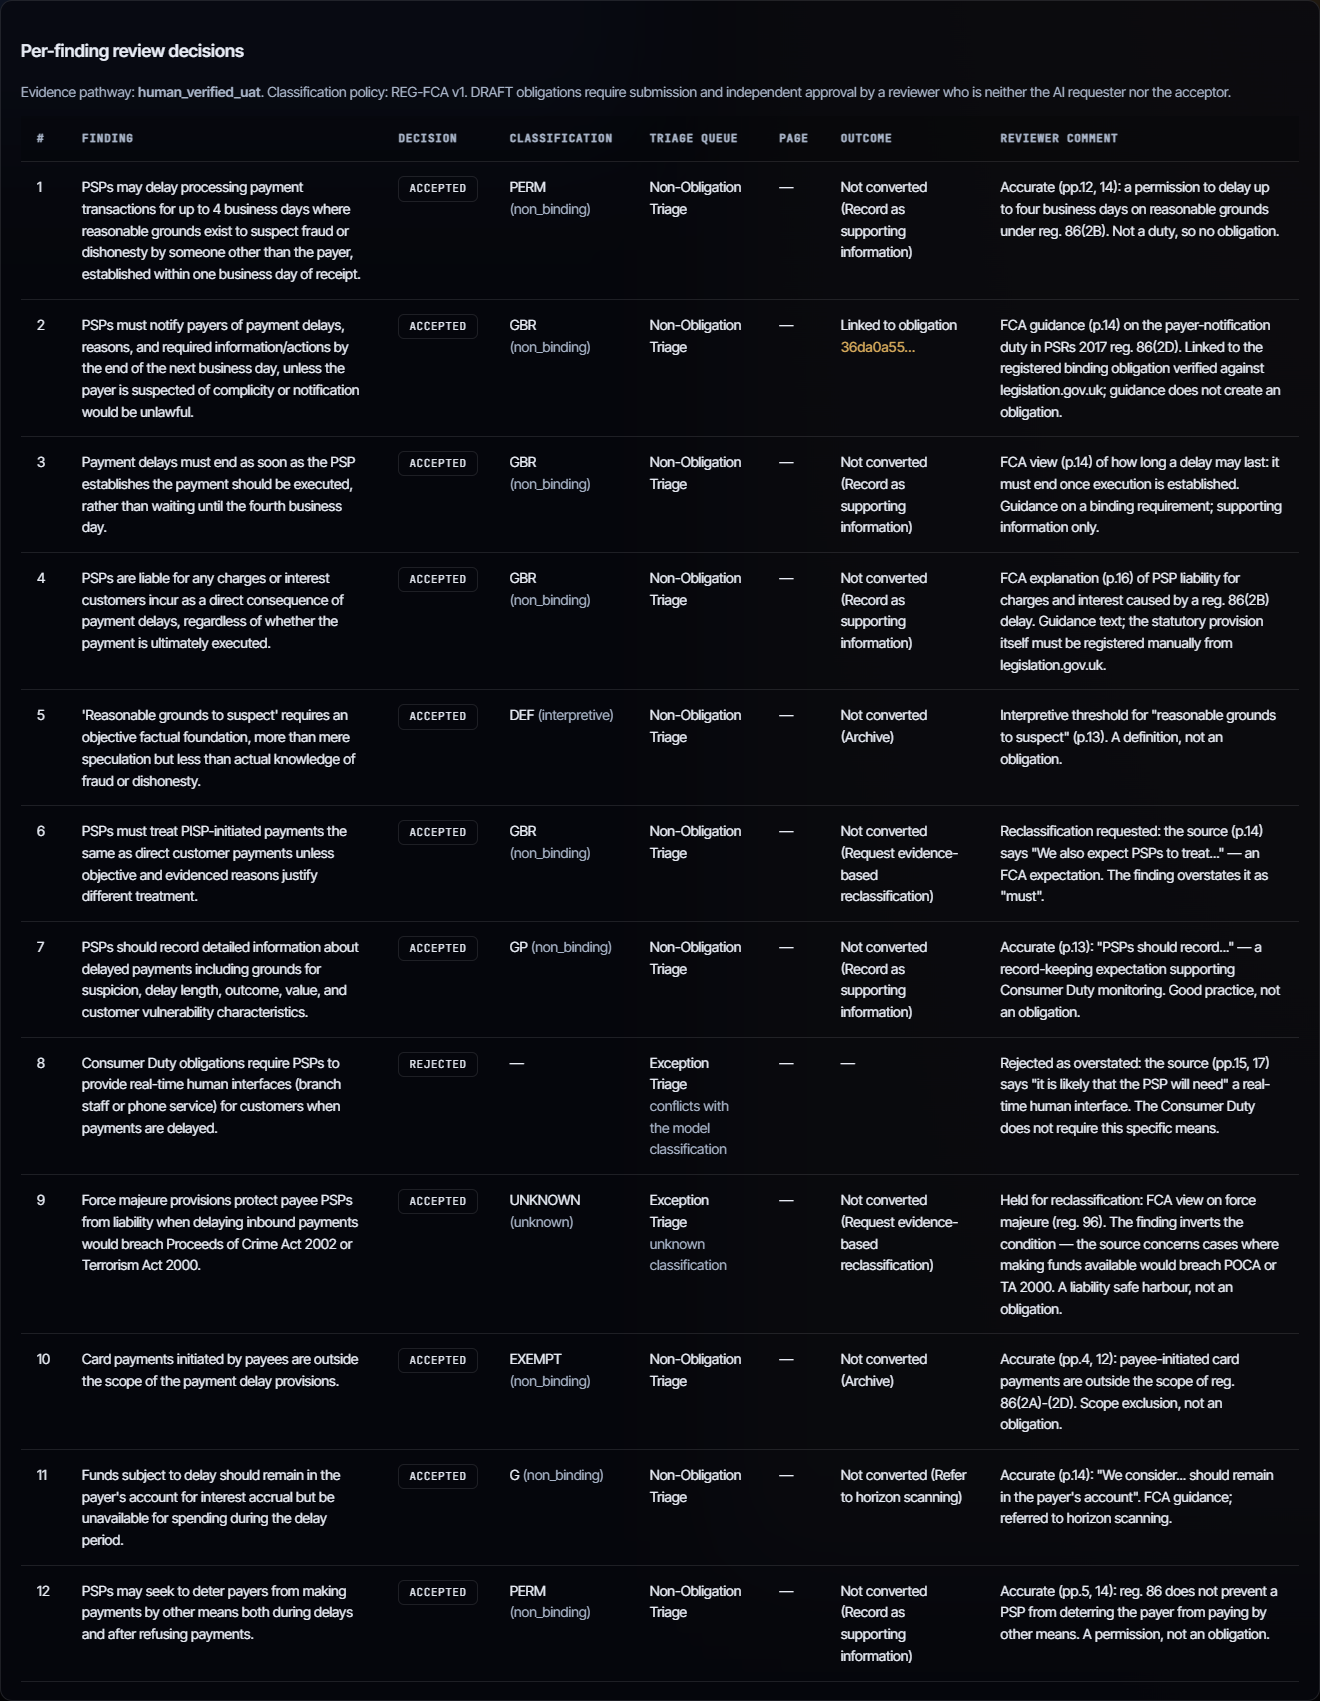 Per-finding review decisions
Evidence pathway: human_verified_uat. Classification policy: REG-FCA v1. DRAFT obligations require submission and independent approval by a reviewer who is neither the AI requester nor the acceptor.
# FINDING DECISION CLASSIFICATION TRIAGE QUEUE PAGE OUTCOME REVIEWER COMMENT
1 PSPs may delay processing payment ACCEPTED PERM Non-Obligation — Not converted Accurate (pp.12, 14): a permission to delay up
transactions for up to 4 business days where (non_binding) Triage (Record as to four business days on reasonable grounds
reasonable grounds exist to suspect fraud or supporting under reg. 86(2B). Not a duty, so no obligation.
dishonesty by someone other than the payer, information)
established within one business day of receipt.
2 PSPs must notify payers of payment delays, ACCEPTED GBR Non-Obligation — Linked to obligation FCA guidance (p.14) on the payer-notification
reasons, and required information/actions by (non_binding) Triage 36da0a55... duty in PSRs 2017 reg. 86(2D). Linked to the
the end of the next business day, unless the registered binding obligation verified against
payer is suspected of complicity or notification legislation.gov.uk; guidance does not create an
would be unlawful. obligation.
3 Payment delays must end as soon as the PSP ACCEPTED GBR Non-Obligation — Not converted FCA view (p.14) of how long a delay may last: it
establishes the payment should be executed, (non_binding) Triage (Record as must end once execution is established.
rather than waiting until the fourth business supporting Guidance on a binding requirement; supporting
day. information) information only.
4 PSPs are liable for any charges or interest ACCEPTED GBR Non-Obligation — Not converted FCA explanation (p.16) of PSP liability for
customers incur as a direct consequence of (non_binding) Triage (Record as charges and interest caused by a reg. 86(2B)
payment delays, regardless of whether the supporting delay. Guidance text; the statutory provision
payment is ultimately executed. information) itself must be registered manually from
legislation.gov.uk.
5 'Reasonable grounds to suspect' requires an ACCEPTED DEF (interpretive) Non-Obligation — Not converted Interpretive threshold for "reasonable grounds
objective factual foundation, more than mere Triage (Archive) to suspect" (p.13). A definition, not an
speculation but less than actual knowledge of obligation.
fraud or dishonesty.
6 PSPs must treat PISP-initiated payments the ACCEPTED GBR Non-Obligation — Not converted Reclassification requested: the source (p.14)
same as direct customer payments unless (non_binding) Triage (Request evidence- says "We also expect PSPs to treat..." — an
objective and evidenced reasons justify based FCA expectation. The finding overstates it as
different treatment. reclassification) "must".
7 PSPs should record detailed information about ACCEPTED GP (non_binding) Non-Obligation — Not converted Accurate (p.13): "PSPs should record..." — a
delayed payments including grounds for Triage (Record as record-keeping expectation supporting
suspicion, delay length, outcome, value, and supporting Consumer Duty monitoring. Good practice, not
customer vulnerability characteristics. information) an obligation.
8 Consumer Duty obligations require PSPs to REJECTED — Exception — — Rejected as overstated: the source (pp.15, 17)
provide real-time human interfaces (branch Triage says "it is likely that the PSP will need" a real-
staff or phone service) for customers when conflicts with time human interface. The Consumer Duty
payments are delayed. the model does not require this specific means.
classification
9 Force majeure provisions protect payee PSPs ACCEPTED UNKNOWN Exception — Not converted Held for reclassification: FCA view on force
from liability when delaying inbound payments (unknown) Triage (Request evidence- majeure (reg. 96). The finding inverts the
would breach Proceeds of Crime Act 2002 or unknown based condition — the source concerns cases where
Terrorism Act 2000. classification reclassification) making funds available would breach POCA or
TA 2000. A liability safe harbour, not an
obligation.
10 Card payments initiated by payees are outside ACCEPTED EXEMPT Non-Obligation — Not converted Accurate (pp.4, 12): payee-initiated card
the scope of the payment delay provisions. (non_binding) Triage (Archive) payments are outside the scope of reg.
86(2A)-(2D). Scope exclusion, not an
obligation.
11 Funds subject to delay should remain in the ACCEPTED G (non_binding) Non-Obligation — Not converted (Refer Accurate (p.14): "We consider... should remain
payer's account for interest accrual but be Triage to horizon scanning) in the payer's account". FCA guidance;
unavailable for spending during the delay referred to horizon scanning.
period.
12 PSPs may seek to deter payers from making ACCEPTED PERM Non-Obligation — Not converted Accurate (pp.5, 14): reg. 86 does not prevent a
payments by other means both during delays (non_binding) Triage (Record as PSP from deterring the payer from paying by
and after refusing payments. supporting other means. A permission, not an obligation.
information)